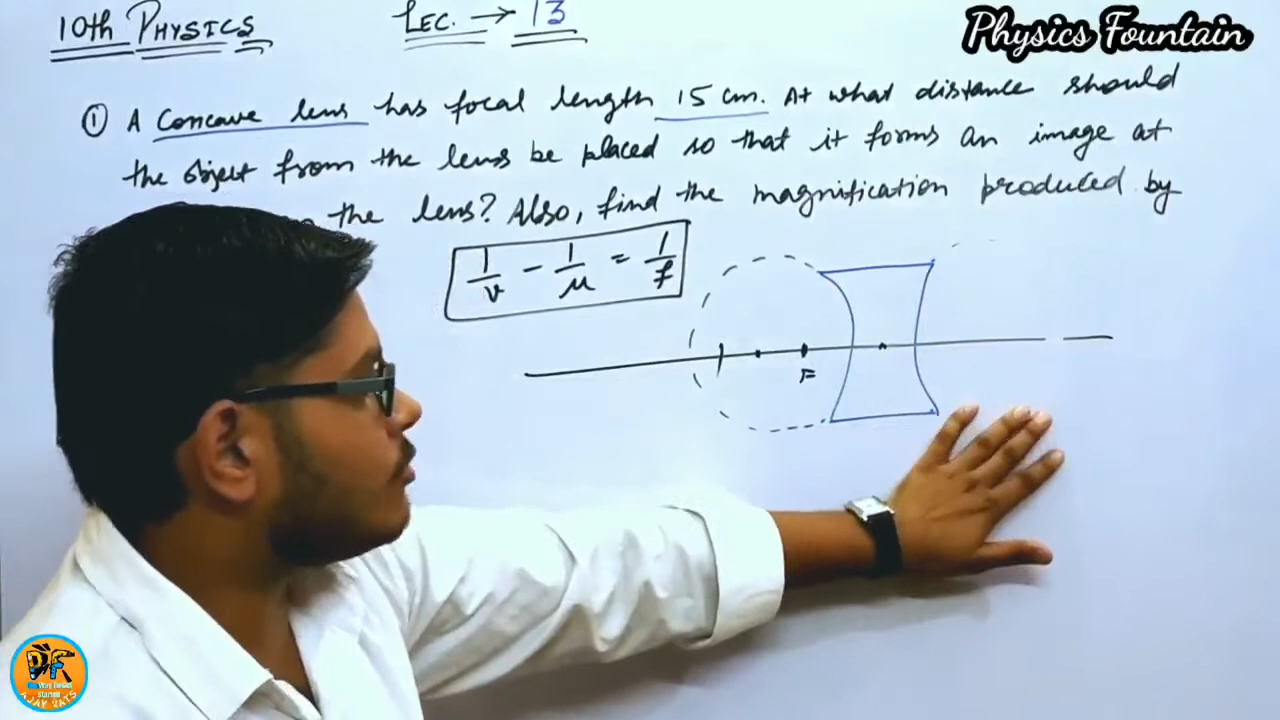 10th PHYSICS LEC. → 13
Physics Fountain
① A Concave lens has focal length 15 cm. At what distance should
the object from the lens be placed so that it forms an image at
the lens? Also, find the magnification produced by
1/v - 1/u = 1/f
F
AJAY VATS